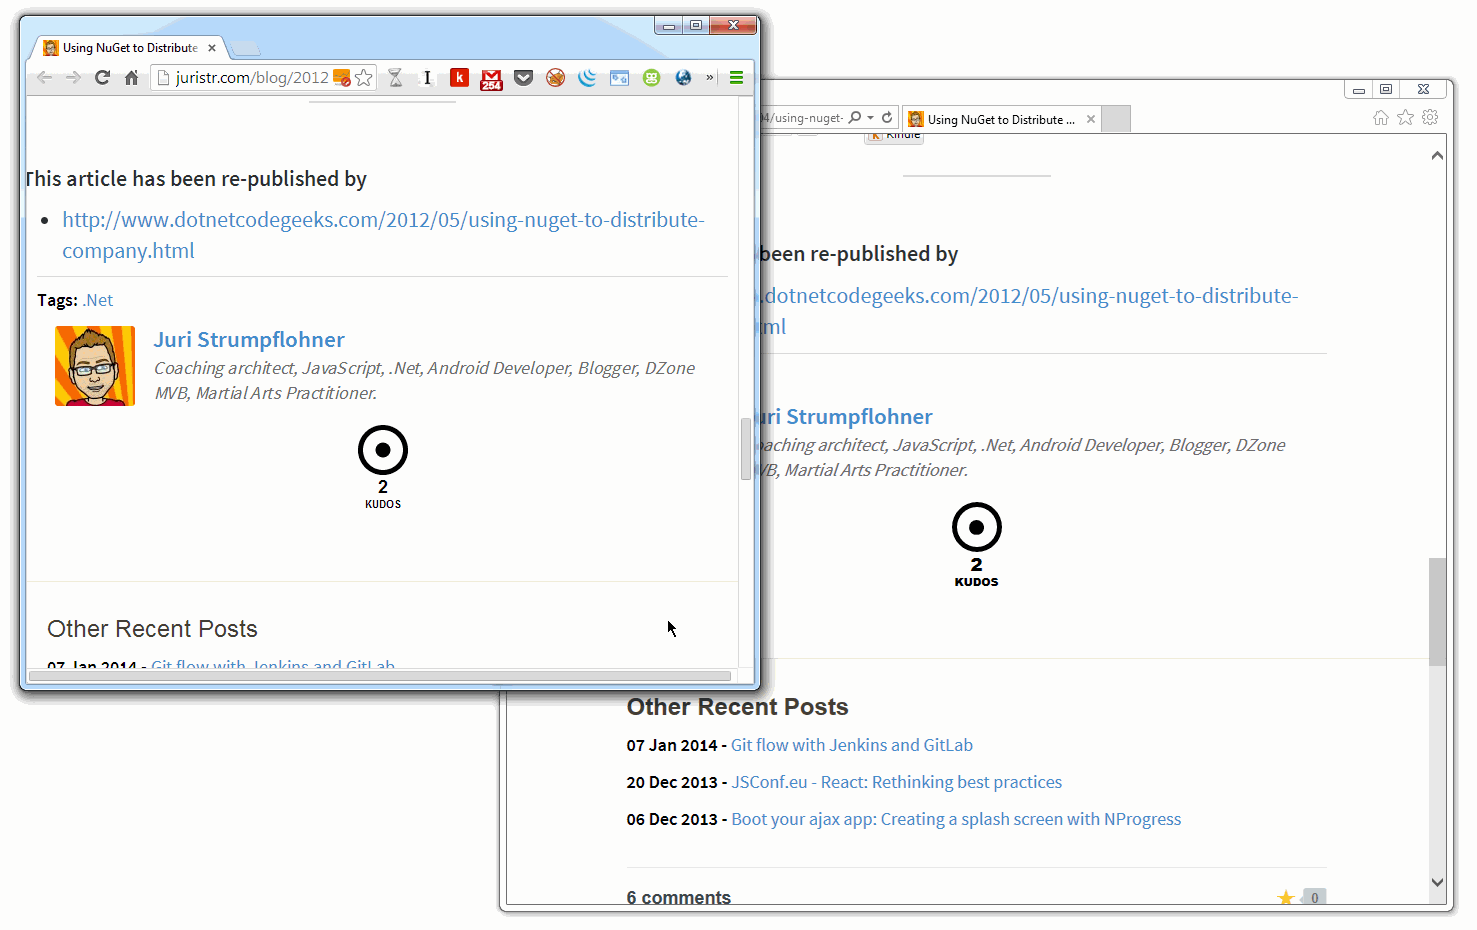 Using NuGet to Distribute
juristr.com/blog/2012
254
This article has been re-published by
http://www.dotnetcodegeeks.com/2012/05/using-nuget-to-distribute-
company.html
Tags: .Net
Juri Strumpflohner
Coaching architect, JavaScript, .Net, Android Developer, Blogger, DZone
MVB, Martial Arts Practitioner.
2
KUDOS
Other Recent Posts
07 Jan 2014 - Git flow with Jenkins and GitLab
04/using-nuget-
Using NuGet to Distribute ...
Kindle
been re-published by
.dotnetcodegeeks.com/2012/05/using-nuget-to-distribute-
ml
uri Strumpflohner
oaching architect, JavaScript, .Net, Android Developer, Blogger, DZone
VB, Martial Arts Practitioner.
2
KUDOS
Other Recent Posts
07 Jan 2014 - Git flow with Jenkins and GitLab
20 Dec 2013 - JSConf.eu - React: Rethinking best practices
06 Dec 2013 - Boot your ajax app: Creating a splash screen with NProgress
6 comments
0